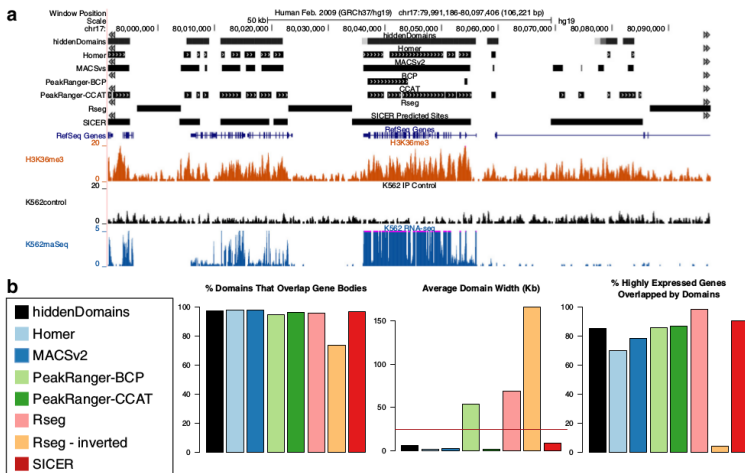 a
Window Position Human Feb. 2009 (GRCh37/hg19) chr17:79,991,186-80,097,406 (106,221 bp)
Scale 50 kb hg19
chr17: 80,000,000 80,010,000 80,020,000 80,030,000 80,040,000 80,050,000 80,060,000 80,070,000 80,080,000 80,090,000
hiddenDomains
hiddenDomains
Homer
Homer
MACSv2
MACSvs
BCP
PeakRanger-BCP
CCAT
PeakRanger-CCAT
Rseg
Rseg
SICER Predicted Sites
SICER
RefSeq Genes
RefSeq Genes
H3K36me3
20
H3K36me3
0
K562 IP Control
20
K562control
0
K562 RNA-seq
5
K562rnaSeq
0
b
hiddenDomains
Homer
MACSv2
PeakRanger-BCP
PeakRanger-CCAT
Rseg
Rseg - inverted
SICER
% Domains That Overlap Gene Bodies
100
80
60
40
20
0
Average Domain Width (Kb)
150
100
50
0
% Highly Expressed Genes
Overlapped by Domains
100
80
60
40
20
0